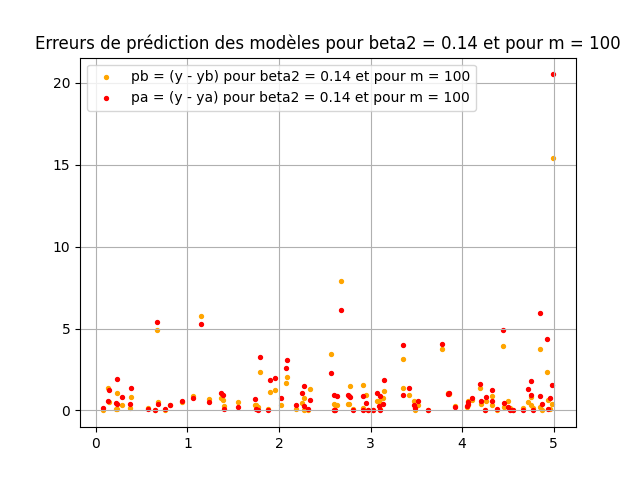 Erreurs de prédiction des modèles pour beta2 = 0.14 et pour m = 100
pb = (y - yb) pour beta2 = 0.14 et pour m = 100
pa = (y - ya) pour beta2 = 0.14 et pour m = 100
20
15
10
5
0
0 1 2 3 4 5